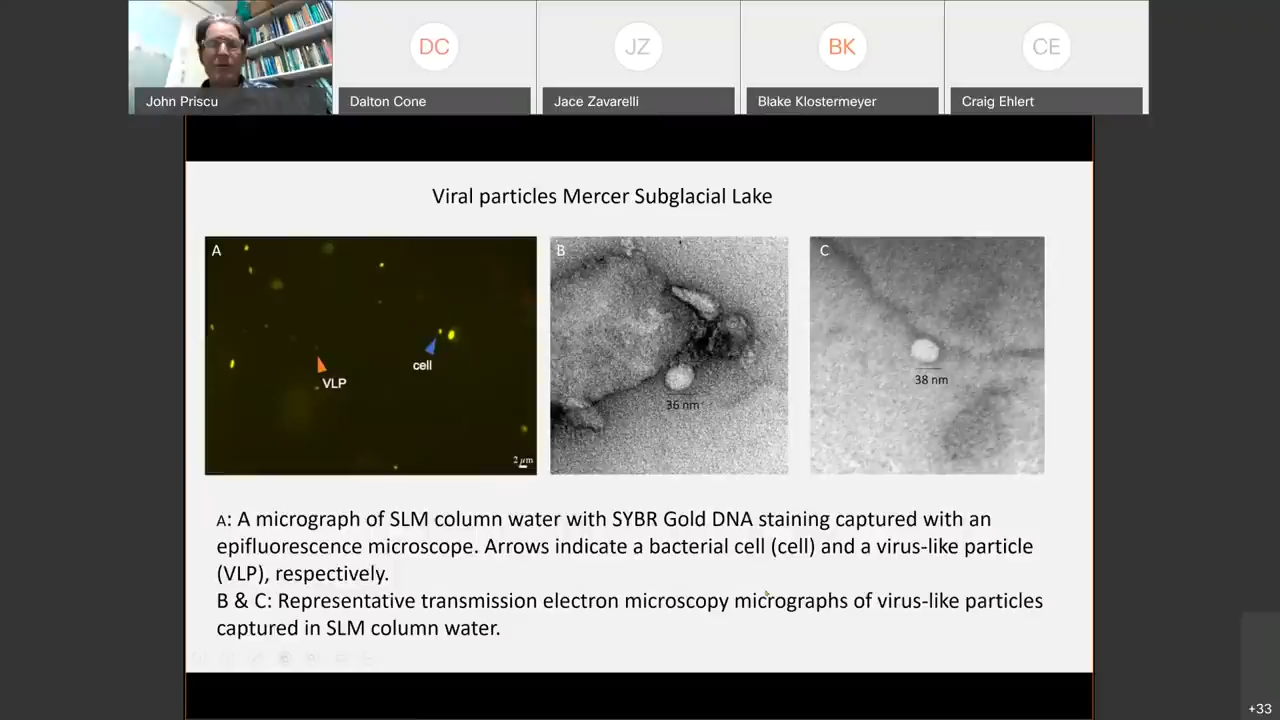 DC
JZ
BK
CE
John Priscu
Dalton Cone
Jace Zavarelli
Blake Klostermeyer
Craig Ehlert
Viral particles Mercer Subglacial Lake
A
B
C
VLP
cell
2 μm
36 nm
38 nm
A: A micrograph of SLM column water with SYBR Gold DNA staining captured with an
epifluorescence microscope. Arrows indicate a bacterial cell (cell) and a virus-like particle
(VLP), respectively.
B & C: Representative transmission electron microscopy micrographs of virus-like particles
captured in SLM column water.
+33